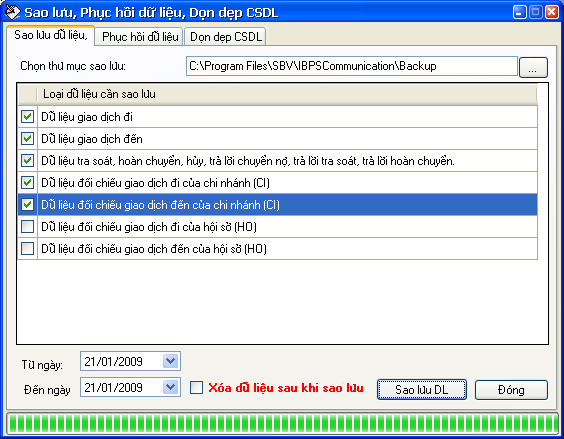 Sao lưu, Phục hồi dữ liệu, Dọn dẹp CSDL
Sao lưu dữ liệu, Phục hồi dữ liệu Dọn dẹp CSDL
Chọn thư mục sao lưu: C:\Program Files\SBV\IBPSCommunication\Backup ...
Loại dữ liệu cần sao lưu
Dữ liệu giao dịch đi
Dữ liệu giao dịch đến
Dữ liệu tra soát, hoàn chuyển, hủy, trả lời chuyển nợ, trả lời tra soát, trả lời hoàn chuyển.
Dữ liệu đối chiếu giao dịch đi của chi nhánh (CI)
Dữ liệu đối chiếu giao dịch đến của chi nhánh (CI)
Dữ liệu đối chiếu giao dịch đi của hội sở (HO)
Dữ liệu đối chiếu giao dịch đến của hội sở (HO)
Từ ngày: 21/01/2009
Đến ngày 21/01/2009 Xóa dữ liệu sau khi sao lưu Sao lưu DL Đóng